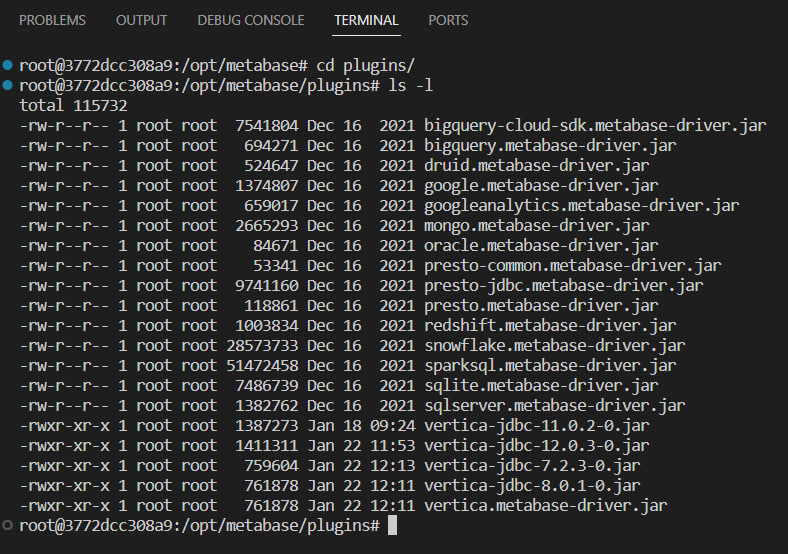 PROBLEMS OUTPUT DEBUG CONSOLE TERMINAL PORTS
root@3772dcc308a9:/opt/metabase# cd plugins/
root@3772dcc308a9:/opt/metabase/plugins# ls -l
total 115732
-rw-r--r-- 1 root root  7541804 Dec 16  2021 bigquery-cloud-sdk.metabase-driver.jar
-rw-r--r-- 1 root root   694271 Dec 16  2021 bigquery.metabase-driver.jar
-rw-r--r-- 1 root root   524647 Dec 16  2021 druid.metabase-driver.jar
-rw-r--r-- 1 root root  1374807 Dec 16  2021 google.metabase-driver.jar
-rw-r--r-- 1 root root   659017 Dec 16  2021 googleanalytics.metabase-driver.jar
-rw-r--r-- 1 root root  2665293 Dec 16  2021 mongo.metabase-driver.jar
-rw-r--r-- 1 root root    84671 Dec 16  2021 oracle.metabase-driver.jar
-rw-r--r-- 1 root root    53341 Dec 16  2021 presto-common.metabase-driver.jar
-rw-r--r-- 1 root root  9741160 Dec 16  2021 presto-jdbc.metabase-driver.jar
-rw-r--r-- 1 root root   118861 Dec 16  2021 presto.metabase-driver.jar
-rw-r--r-- 1 root root  1003834 Dec 16  2021 redshift.metabase-driver.jar
-rw-r--r-- 1 root root 28573733 Dec 16  2021 snowflake.metabase-driver.jar
-rw-r--r-- 1 root root 51472458 Dec 16  2021 sparksql.metabase-driver.jar
-rw-r--r-- 1 root root  7486739 Dec 16  2021 sqlite.metabase-driver.jar
-rw-r--r-- 1 root root  1382762 Dec 16  2021 sqlserver.metabase-driver.jar
-rwxr-xr-x 1 root root  1387273 Jan 18 09:24 vertica-jdbc-11.0.2-0.jar
-rwxr-xr-x 1 root root  1411311 Jan 22 11:53 vertica-jdbc-12.0.3-0.jar
-rwxr-xr-x 1 root root   759604 Jan 22 12:13 vertica-jdbc-7.2.3-0.jar
-rwxr-xr-x 1 root root   761878 Jan 22 12:11 vertica-jdbc-8.0.1-0.jar
-rwxr-xr-x 1 root root   761878 Jan 22 12:11 vertica.metabase-driver.jar
root@3772dcc308a9:/opt/metabase/plugins#